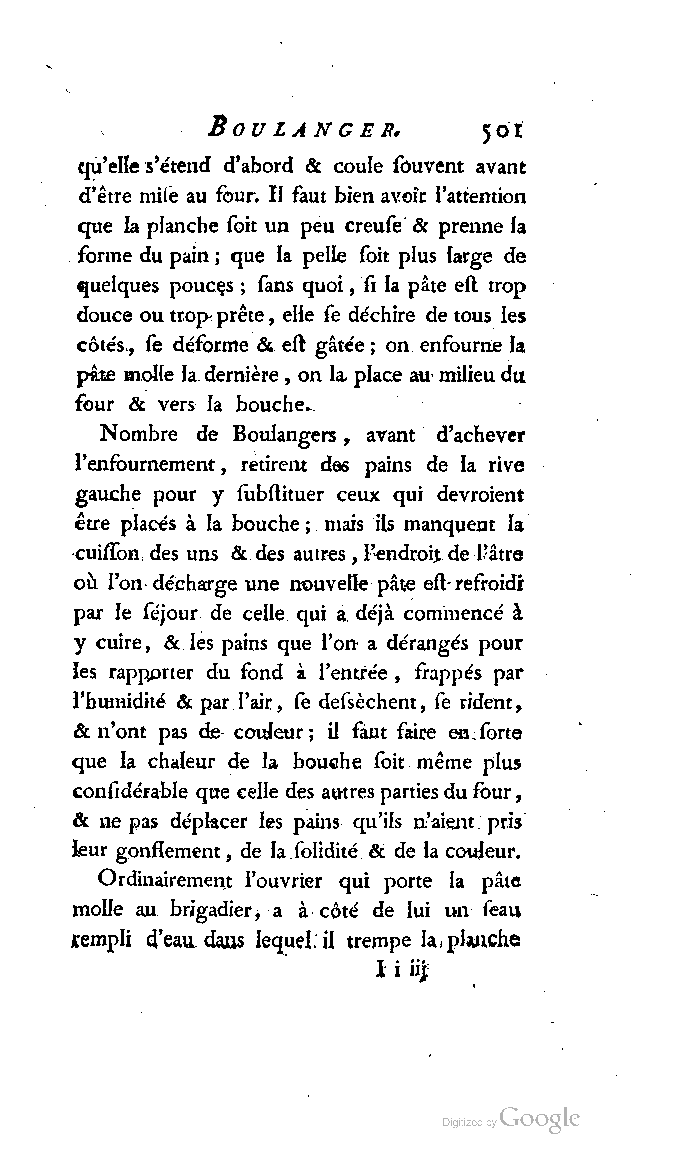 BOULANGER. 501
qu'elle s'étend d'abord & coule ſouvent avant
d'être miſe au four. Il faut bien avoir l'attention
que la planche ſoit un peu creuſe & prenne la
forme du pain ; que la pelle ſoit plus large de
quelques pouces ; ſans quoi, ſi la pâte eſt trop
douce ou trop prête, elle ſe déchire de tous les
côtés, ſe déforme & eſt gâtée ; on enfourne la
pâte molle la dernière, on la place au milieu du
four & vers la bouche.
Nombre de Boulangers, avant d'achever
l'enfournement, retirent des pains de la rive
gauche pour y ſubſtituer ceux qui devroient
être placés à la bouche ; mais ils manquent la
cuiſſon des uns & des autres, l'endroit de l'âtre
où l'on décharge une nouvelle pâte eſt refroidi
par le ſéjour de celle qui a déjà commencé à
y cuire, & les pains que l'on a dérangés pour
les rapporter du fond à l'entrée, frappés par
l'humidité & par l'air, ſe deſsèchent, ſe rident,
& n'ont pas de couleur ; il faut faire en ſorte
que la chaleur de la bouche ſoit même plus
conſidérable que celle des autres parties du four,
& ne pas déplacer les pains qu'ils n'aient pris
leur gonflement, de la ſolidité & de la couleur.
Ordinairement l'ouvrier qui porte la pâte
molle au brigadier, a à côté de lui un ſeau
rempli d'eau dans lequel il trempe la planche
I i iij
Digitized by Google